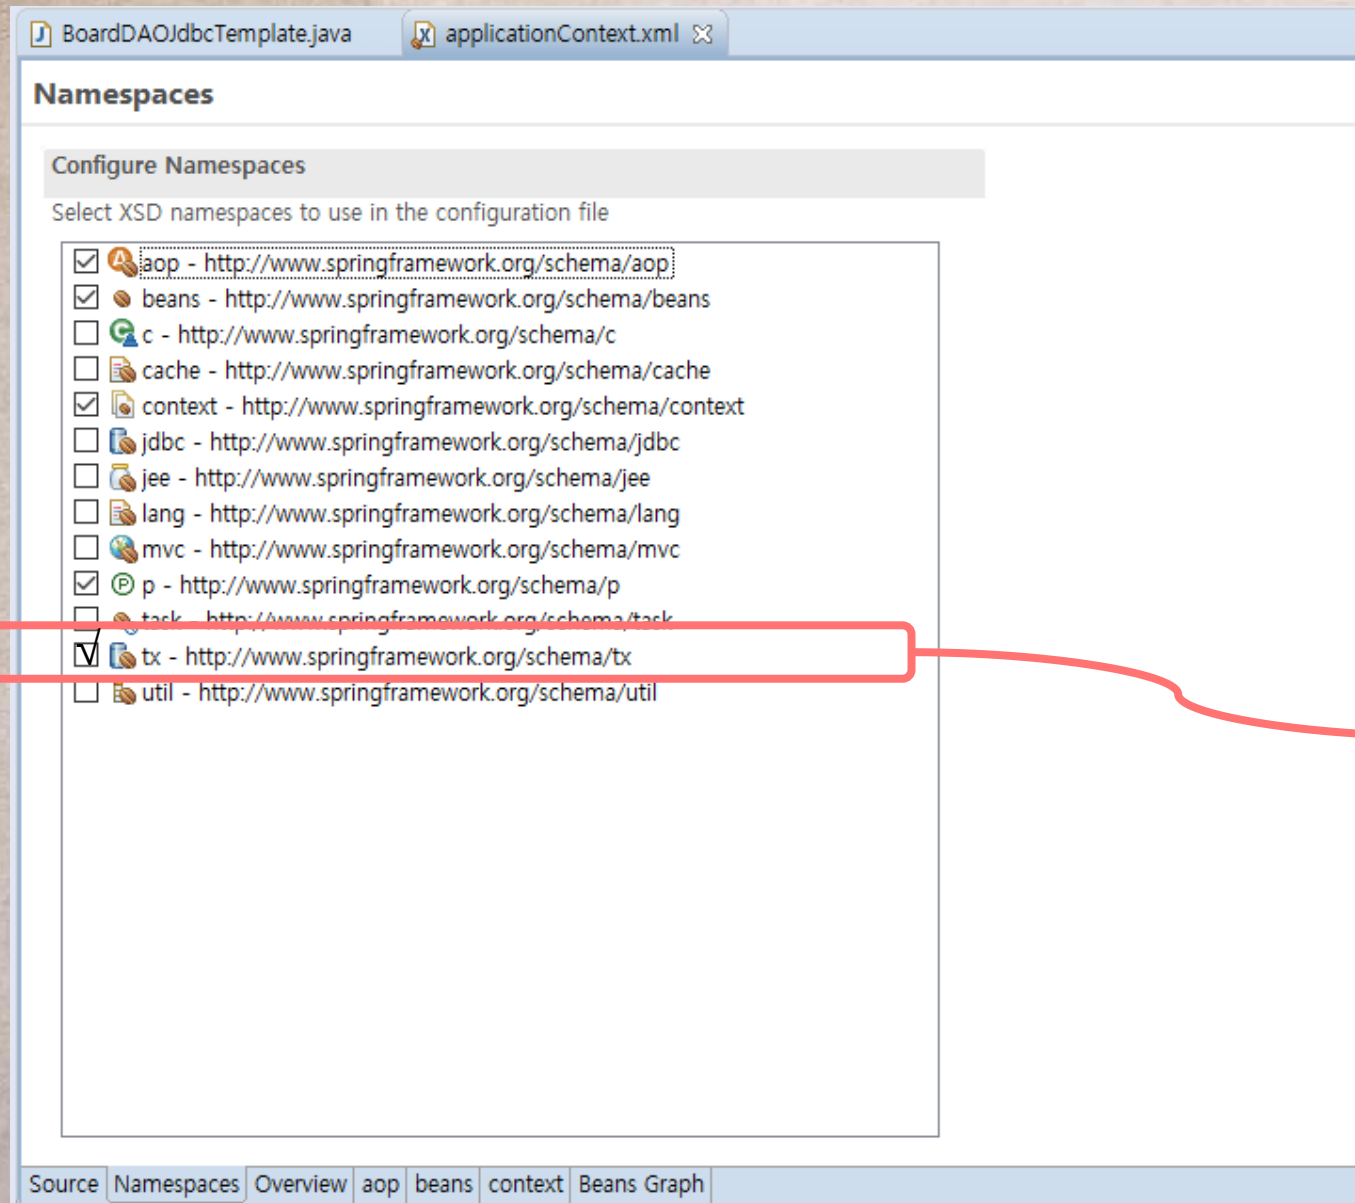 BoardDAOJdbcTemplate.java applicationContext.xml
Namespaces
Configure Namespaces
Select XSD namespaces to use in the configuration file
aop - http://www.springframework.org/schema/aop
beans - http://www.springframework.org/schema/beans
c - http://www.springframework.org/schema/c
cache - http://www.springframework.org/schema/cache
context - http://www.springframework.org/schema/context
jdbc - http://www.springframework.org/schema/jdbc
jee - http://www.springframework.org/schema/jee
lang - http://www.springframework.org/schema/lang
mvc - http://www.springframework.org/schema/mvc
p - http://www.springframework.org/schema/p
task - http://www.springframework.org/schema/task
tx - http://www.springframework.org/schema/tx
util - http://www.springframework.org/schema/util
Source Namespaces Overview aop beans context Beans Graph